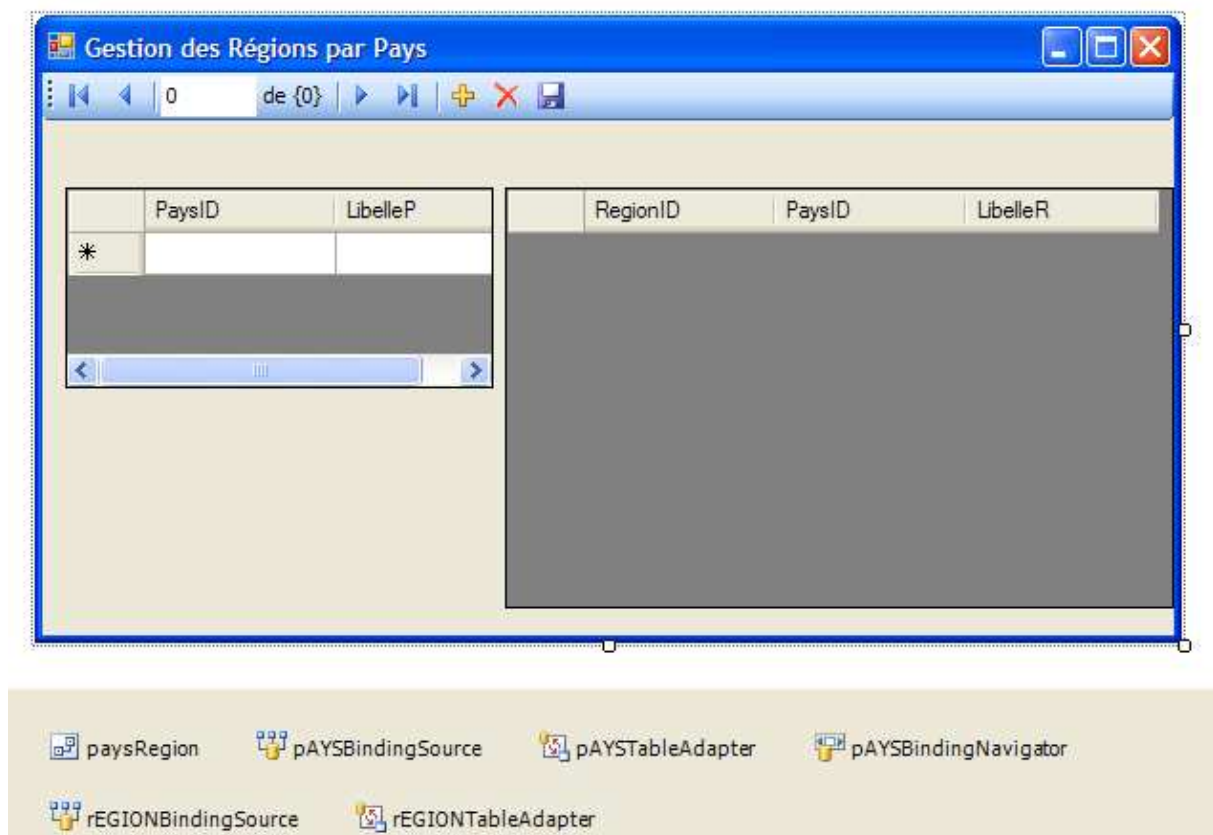 Gestion des Régions par Pays
0 de {0}
PaysID LibelleP RegionID PaysID LibelleR
paysRegion pAYSBindingSource pAYSTableAdapter pAYSBindingNavigator
rEGIONBindingSource rEGIONTableAdapter